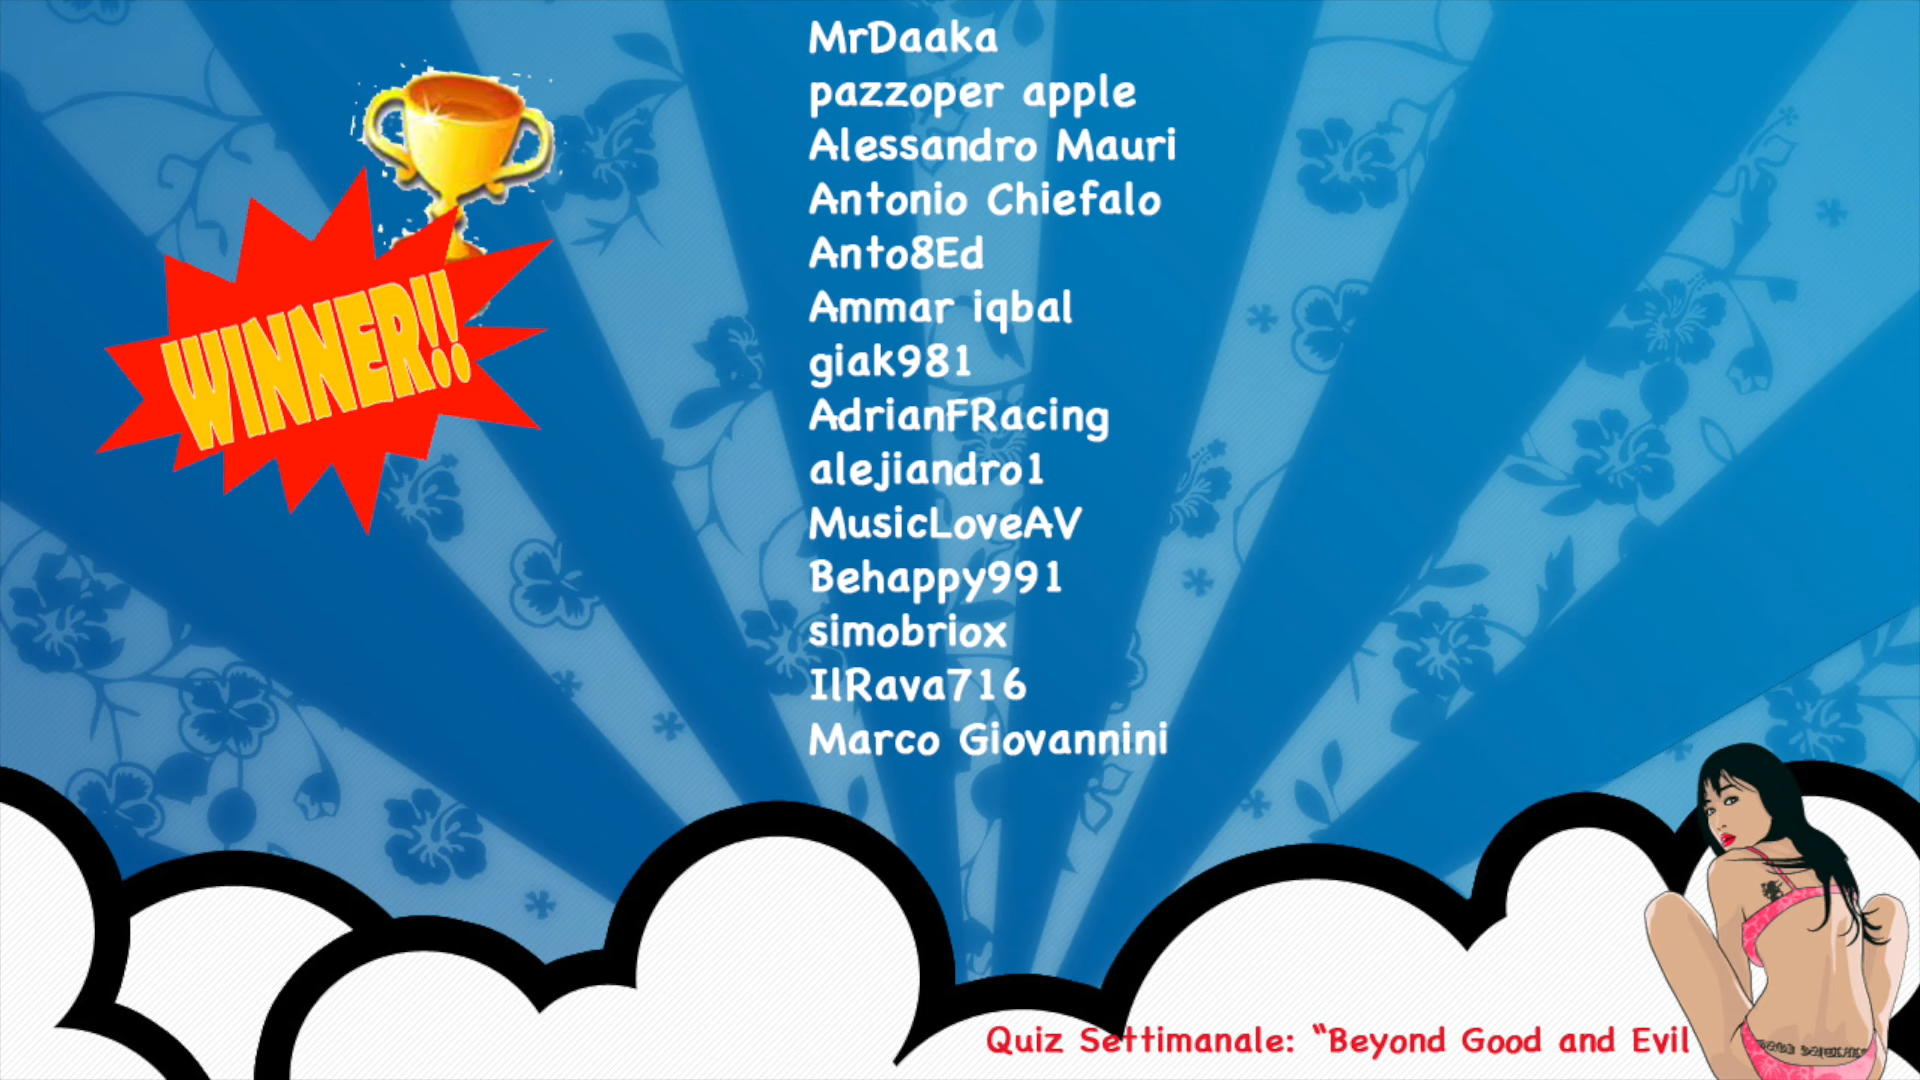 MrDaaka
pazzoper apple
Alessandro Mauri
Antonio Chiefalo
Anto8Ed
Ammar iqbal
giak981
AdrianFRacing
alejiandro1
MusicLoveAV
Behappy991
simobriox
IlRava716
Marco Giovannini
WINNER!!
Quiz Settimanale: “Beyond Good and Evil